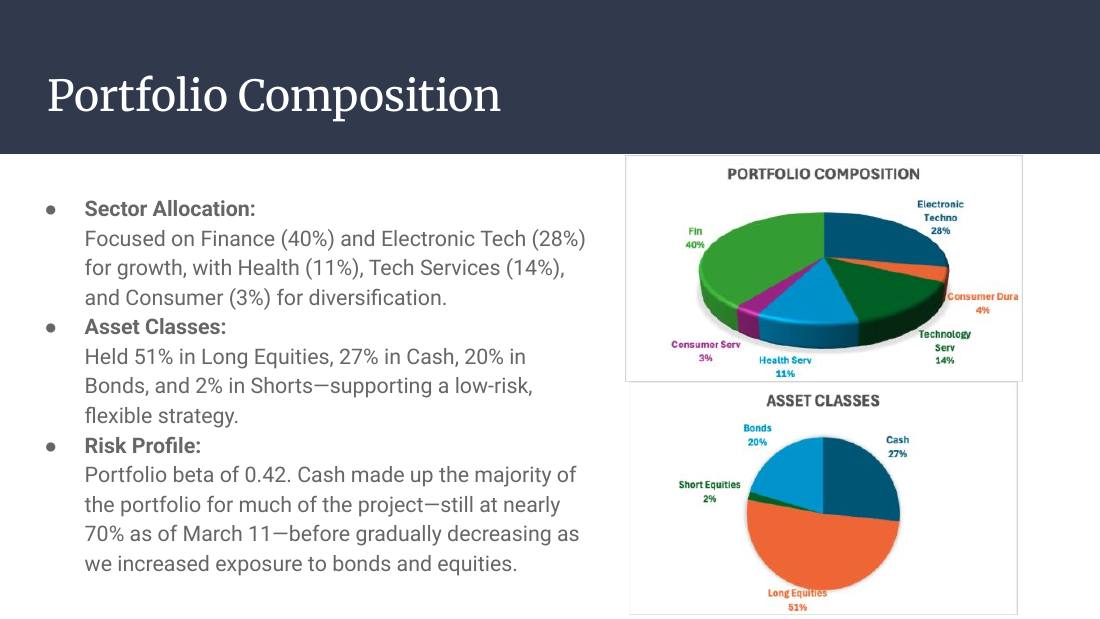 Portfolio Composition
● Sector Allocation:
Focused on Finance (40%) and Electronic Tech (28%)
for growth, with Health (11%), Tech Services (14%),
and Consumer (3%) for diversification.
● Asset Classes:
Held 51% in Long Equities, 27% in Cash, 20% in
Bonds, and 2% in Shorts—supporting a low-risk,
flexible strategy.
● Risk Profile:
Portfolio beta of 0.42. Cash made up the majority of
the portfolio for much of the project—still at nearly
70% as of March 11—before gradually decreasing as
we increased exposure to bonds and equities.
PORTFOLIO COMPOSITION
Electronic
Techno
28%
Fin
40%
Consumer Dura
4%
Technology
Serv
14%
Consumer Serv
3%
Health Serv
11%
ASSET CLASSES
Bonds
20%
Cash
27%
Short Equities
2%
Long Equities
51%